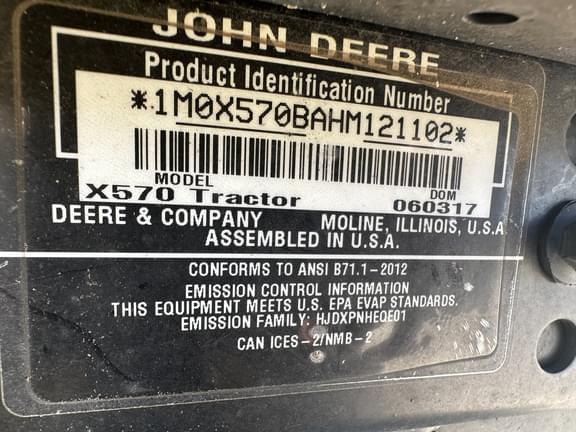 JOHN DEERE
Product Identification Number
*1M0X570BAHM121102*
MODEL DOM
X570 Tractor 060317
DEERE & COMPANY MOLINE, ILLINOIS, U.S.A
ASSEMBLED IN U.S.A.
CONFORMS TO ANSI B71.1-2012
EMISSION CONTROL INFORMATION
THIS EQUIPMENT MEETS U.S. EPA EVAP STANDARDS.
EMISSION FAMILY: HJDXPNHEQE01
CAN ICES-2/NMB-2